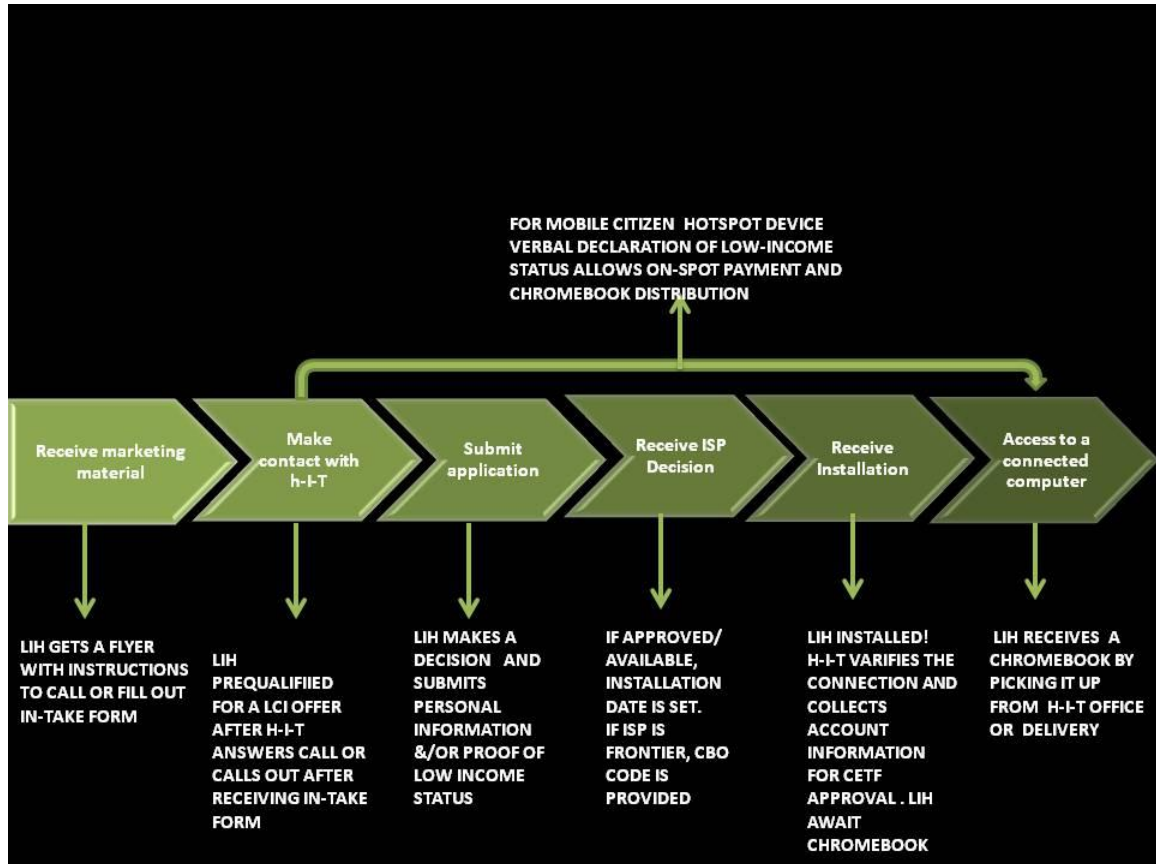 FOR MOBILE CITIZEN HOTSPOT DEVICE
VERBAL DECLARATION OF LOW-INCOME
STATUS ALLOWS ON-SPOT PAYMENT AND
CHROMEBOOK DISTRIBUTION
Receive marketing
material
Make
contact with
h-I-T
Submit
application
Receive ISP
Decision
Receive
Installation
Access to a
connected
computer
LIH GETS A FLYER
WITH INSTRUCTIONS
TO CALL OR FILL OUT
IN-TAKE FORM
LIH
PREQUALIFIIED
FOR A LCI OFFER
AFTER H-I-T
ANSWERS CALL OR
CALLS OUT AFTER
RECEIVING IN-TAKE
FORM
LIH MAKES A
DECISION AND
SUBMITS
PERSONAL
INFORMATION
&/OR PROOF OF
LOW INCOME
STATUS
IF APPROVED/
AVAILABLE,
INSTALLATION
DATE IS SET.
IF ISP IS
FRONTIER, CBO
CODE IS
PROVIDED
LIH INSTALLED!
H-I-T VARIFIES THE
CONNECTION AND
COLLECTS
ACCOUNT
INFORMATION
FOR CETF
APPROVAL . LIH
AWAIT
CHROMEBOOK
LIH RECEIVES A
CHROMEBOOK BY
PICKING IT UP
FROM H-I-T OFFICE
OR DELIVERY